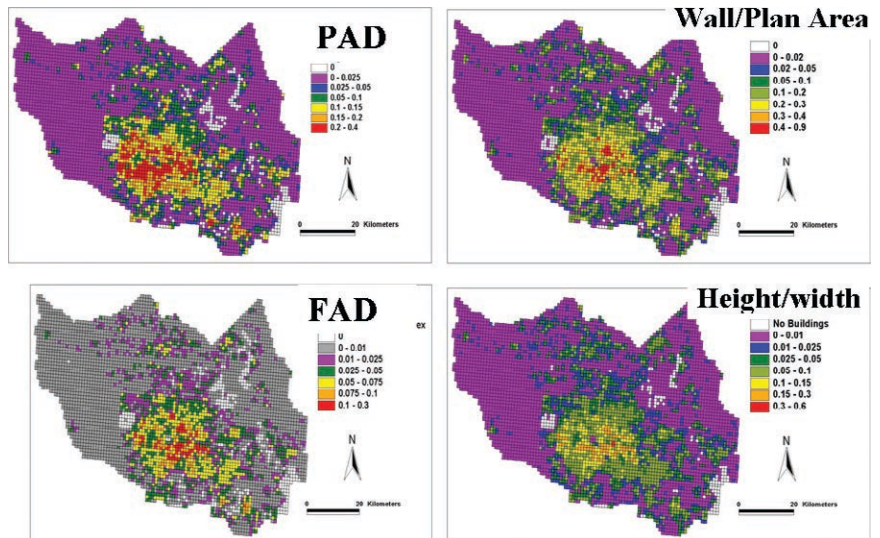 PAD
0
0 - 0.025
0.025 - 0.05
0.05 - 0.1
0.1 - 0.15
0.15 - 0.2
0.2 - 0.4
N
0 20 Kilometers
Wall/Plan Area
0
0 - 0.02
0.02 - 0.05
0.05 - 0.1
0.1 - 0.2
0.2 - 0.3
0.3 - 0.4
0.4 - 0.9
N
0 20 Kilometers
FAD
ex
0
0 - 0.01
0.01 - 0.025
0.025 - 0.05
0.05 - 0.075
0.075 - 0.1
0.1 - 0.3
N
0 20 Kilometers
Height/width
No Buildings
0 - 0.01
0.01 - 0.025
0.025 - 0.05
0.05 - 0.1
0.1 - 0.15
0.15 - 0.3
0.3 - 0.6
N
0 20 Kilometers